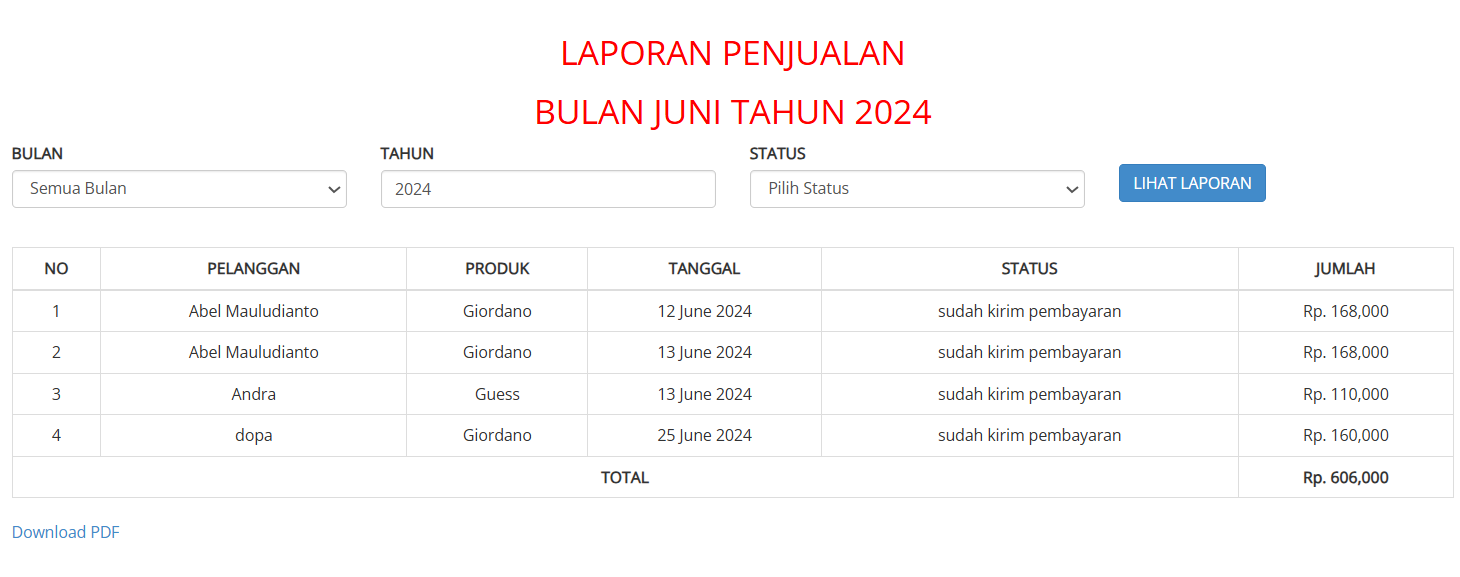 LAPORAN PENJUALAN
BULAN JUNI TAHUN 2024
BULAN TAHUN STATUS
Semua Bulan 2024 Pilih Status LIHAT LAPORAN
NO PELANGGAN PRODUK TANGGAL STATUS JUMLAH
1 Abel Mauludianto Giordano 12 June 2024 sudah kirim pembayaran Rp. 168,000
2 Abel Mauludianto Giordano 13 June 2024 sudah kirim pembayaran Rp. 168,000
3 Andra Guess 13 June 2024 sudah kirim pembayaran Rp. 110,000
4 dopa Giordano 25 June 2024 sudah kirim pembayaran Rp. 160,000
TOTAL Rp. 606,000
Download PDF